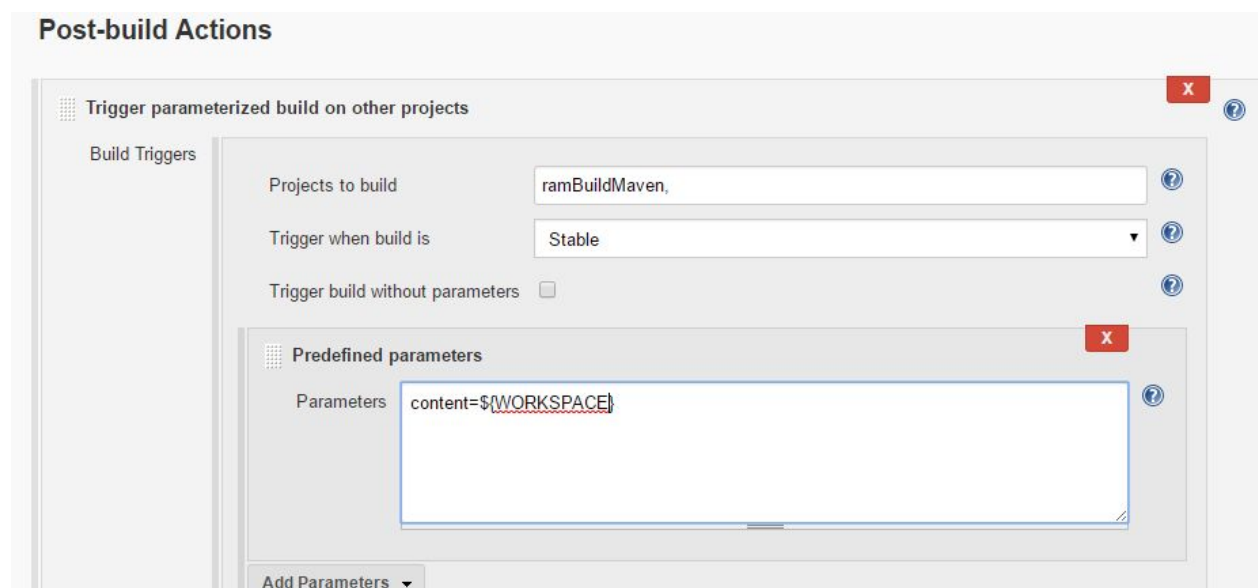 Post-build Actions
X
Trigger parameterized build on other projects
?
Build Triggers
Projects to build
ramBuildMaven,
?
Trigger when build is
Stable
?
Trigger build without parameters
?
X
Predefined parameters
Parameters
content=${WORKSPACE}
?
Add Parameters